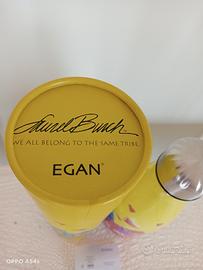 Laurel Burch
WE ALL BELONG TO THE SAME TRIBE
EGAN
OPPO A54s